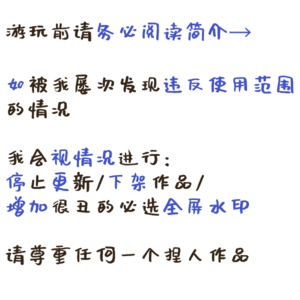 游玩前请务必阅读简介→
如被我屡次发现违反使用范围
的情况
我会视情况进行：
停止更新/下架作品/
增加很丑的必选全屏水印
请尊重任何一个捏人作品